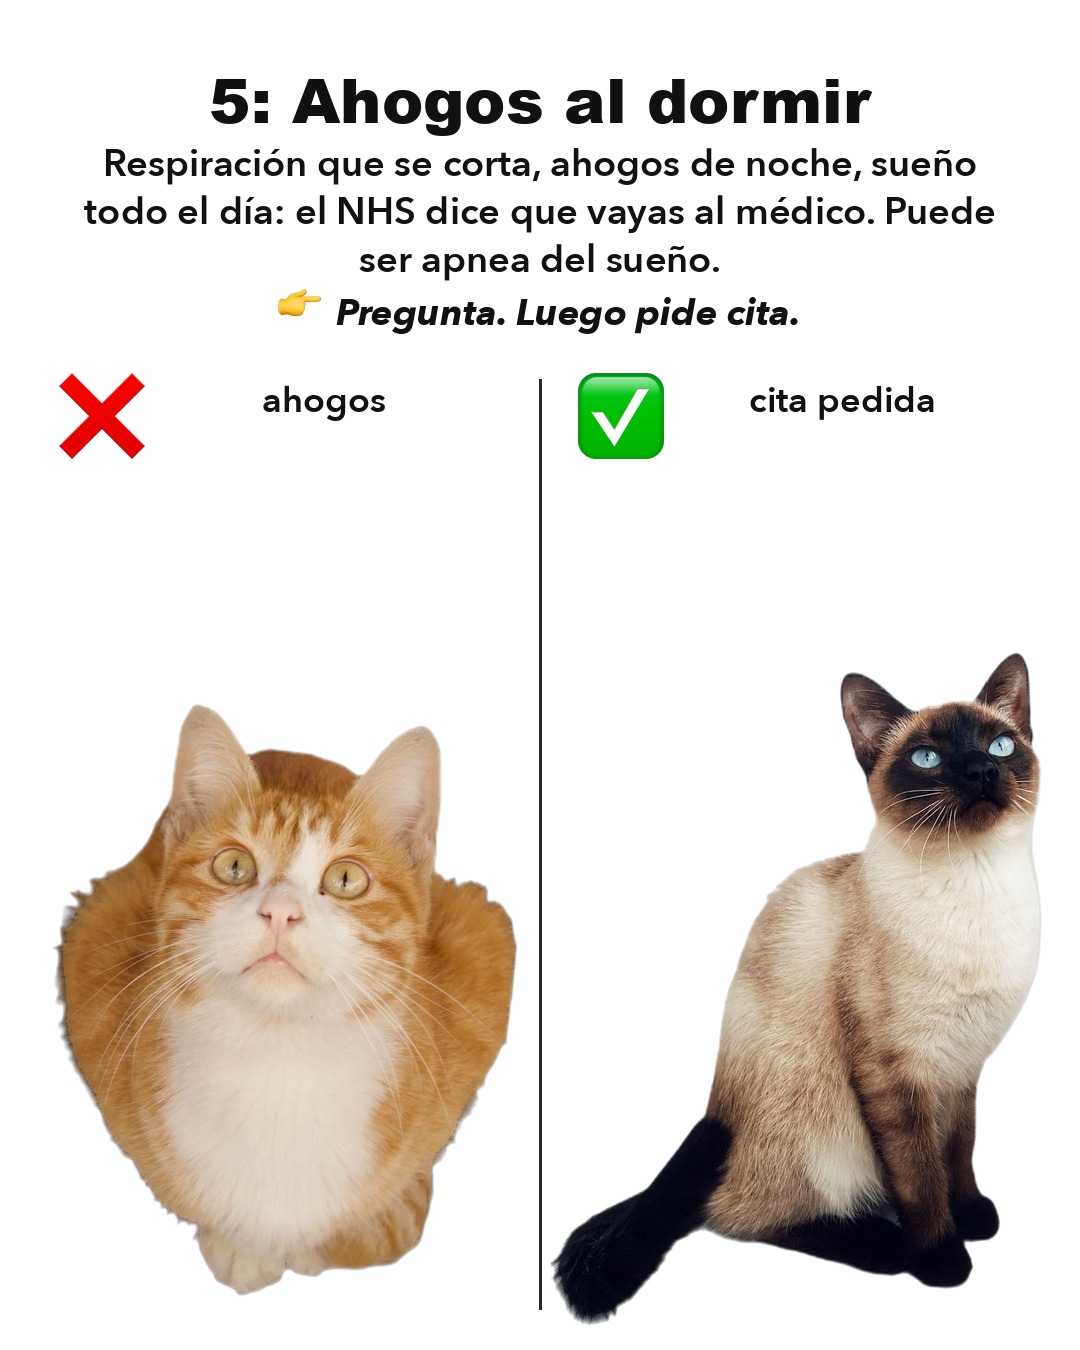 5: Ahogos al dormir
Respiración que se corta, ahogos de noche, sueño
todo el día: el NHS dice que vayas al médico. Puede
ser apnea del sueño.
👉 Pregunta. Luego pide cita.
❌ ahogos
✅ cita pedida